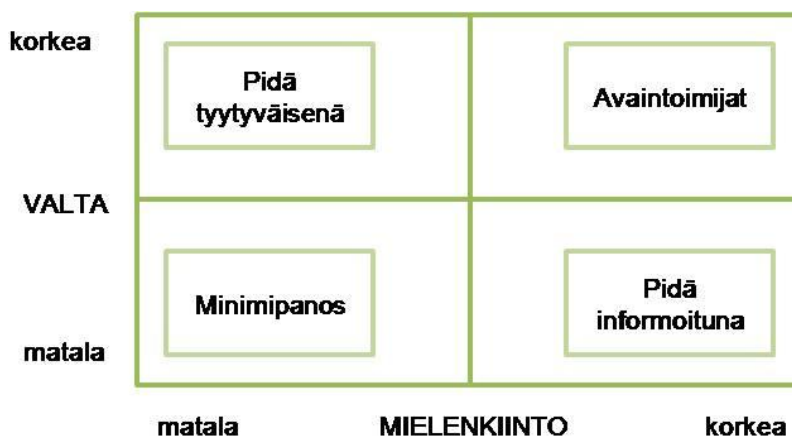 korkea
Pidä
tyytyväisenä
Avaintoimijat
VALTA
Minimipanos
Pidä
informoituna
matala
matala MIELENKIINTO korkea